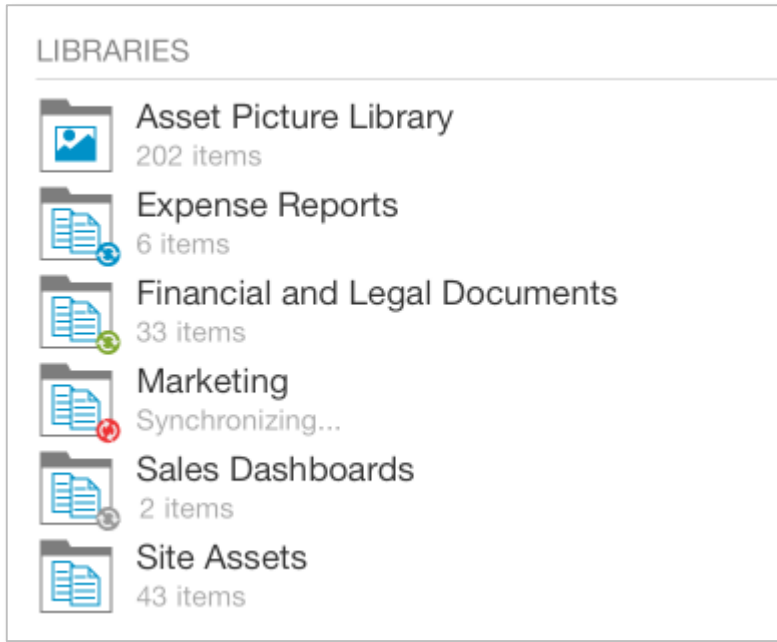 LIBRARIES
Asset Picture Library
202 items
Expense Reports
6 items
Financial and Legal Documents
33 items
Marketing
Synchronizing...
Sales Dashboards
2 items
Site Assets
43 items